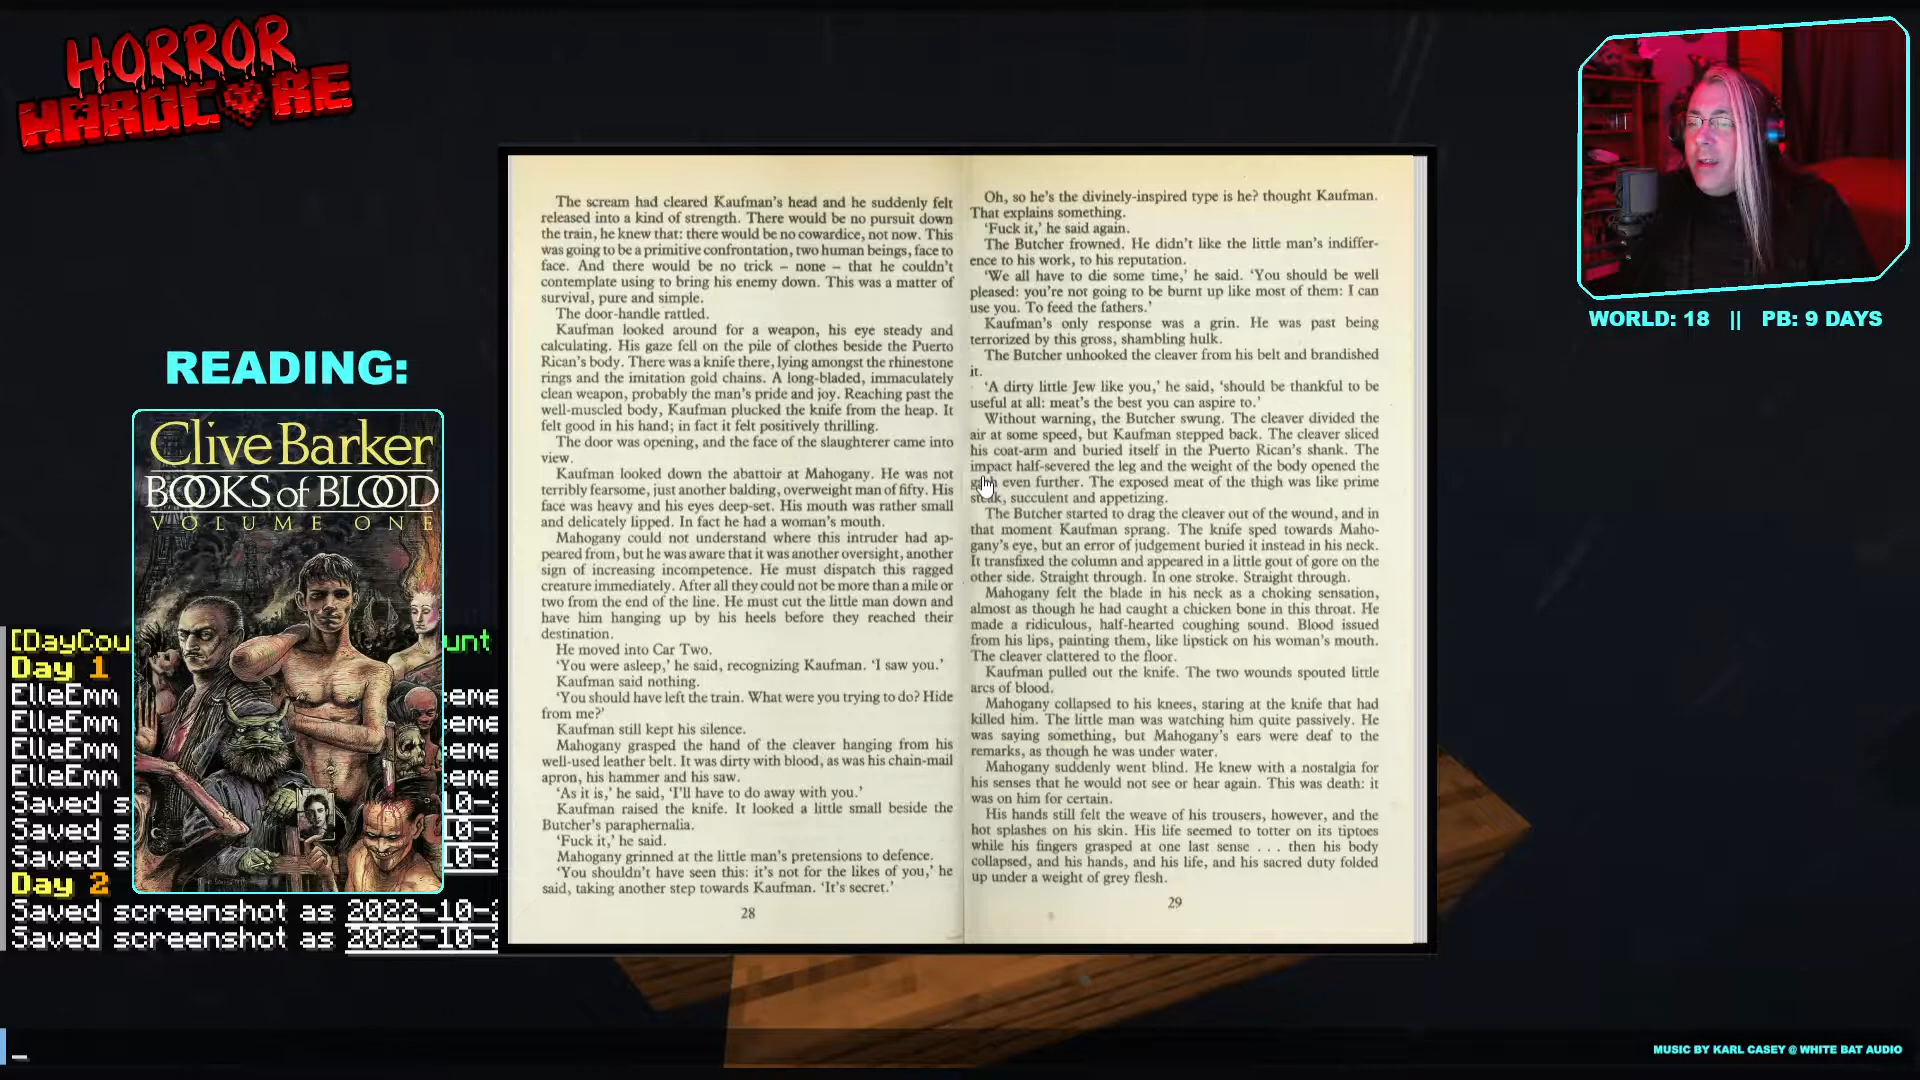 HORROR
HARDCORE
WORLD: 18 || PB: 9 DAYS
READING:
Clive Barker
BOOKS of BLOOD
VOLUME ONE
[DayCou
unt
Day 1
ElleEmm
eme
ElleEmm
eme
ElleEmm
eme
ElleEmm
eme
Saved s
10-
Saved s
10-
Saved s
10-
Day 2
Saved screenshot as 2022-10-
Saved screenshot as 2022-10-
The scream had cleared Kaufman's head and he suddenly felt
released into a kind of strength. There would be no pursuit down
the train, he knew that: there would be no cowardice, not now. This
was going to be a primitive confrontation, two human beings, face to
face. And there would be no trick – none – that he couldn't
contemplate using to bring his enemy down. This was a matter of
survival, pure and simple.
The door-handle rattled.
Kaufman looked around for a weapon, his eye steady and
calculating. His gaze fell on the pile of clothes beside the Puerto
Rican's body. There was a knife there, lying amongst the rhinestone
rings and the imitation gold chains. A long-bladed, immaculately
clean weapon, probably the man's pride and joy. Reaching past the
well-muscled body, Kaufman plucked the knife from the heap. It
felt good in his hand; in fact it felt positively thrilling.
The door was opening, and the face of the slaughterer came into
view.
Kaufman looked down the abattoir at Mahogany. He was not
terribly fearsome, just another balding, overweight man of fifty. His
face was heavy and his eyes deep-set. His mouth was rather small
and delicately lipped. In fact he had a woman's mouth.
Mahogany could not understand where this intruder had ap-
peared from, but he was aware that it was another oversight, another
sign of increasing incompetence. He must dispatch this ragged
creature immediately. After all they could not be more than a mile or
two from the end of the line. He must cut the little man down and
have him hanging up by his heels before they reached their
destination.
He moved into Car Two.
'You were asleep,' he said, recognizing Kaufman. 'I saw you.'
Kaufman said nothing.
'You should have left the train. What were you trying to do? Hide
from me?'
Kaufman still kept his silence.
Mahogany grasped the hand of the cleaver hanging from his
well-used leather belt. It was dirty with blood, as was his chain-mail
apron, his hammer and his saw.
'As it is,' he said, 'I'll have to do away with you.'
Kaufman raised the knife. It looked a little small beside the
Butcher's paraphernalia.
'Fuck it,' he said.
Mahogany grinned at the little man's pretensions to defence.
'You shouldn't have seen this: it's not for the likes of you,' he
said, taking another step towards Kaufman. 'It's secret.'
28
Oh, so he's the divinely-inspired type is he? thought Kaufman.
That explains something.
'Fuck it,' he said again.
The Butcher frowned. He didn't like the little man's indiffer-
ence to his work, to his reputation.
'We all have to die some time,' he said. 'You should be well
pleased: you're not going to be burnt up like most of them: I can
use you. To feed the fathers.'
Kaufman's only response was a grin. He was past being
terrorized by this gross, shambling hulk.
The Butcher unhooked the cleaver from his belt and brandished
it.
'A dirty little Jew like you,' he said, 'should be thankful to be
useful at all: meat's the best you can aspire to.'
Without warning, the Butcher swung. The cleaver divided the
air at some speed, but Kaufman stepped back. The cleaver sliced
his coat-arm and buried itself in the Puerto Rican's shank. The
impact half-severed the leg and the weight of the body opened the
even further. The exposed meat of the thigh was like prime
steak, succulent and appetizing.
The Butcher started to drag the cleaver out of the wound, and in
that moment Kaufman sprang. The knife sped towards Maho-
gany's eye, but an error of judgement buried it instead in his neck.
It transfixed the column and appeared in a little gout of gore on the
other side. Straight through. In one stroke. Straight through.
Mahogany felt the blade in his neck as a choking sensation,
almost as though he had caught a chicken bone in this throat. He
made a ridiculous, half-hearted coughing sound. Blood issued
from his lips, painting them, like lipstick on his woman's mouth.
The cleaver clattered to the floor.
Kaufman pulled out the knife. The two wounds spouted little
arcs of blood.
Mahogany collapsed to his knees, staring at the knife that had
killed him. The little man was watching him quite passively. He
was saying something, but Mahogany's ears were deaf to the
remarks, as though he was under water.
Mahogany suddenly went blind. He knew with a nostalgia for
his senses that he would not see or hear again. This was death: it
was on him for certain.
His hands still felt the weave of his trousers, however, and the
hot splashes on his skin. His life seemed to totter on its tiptoes
while his fingers grasped at one last sense . . . then his body
collapsed, and his hands, and his life, and his sacred duty folded
up under a weight of grey flesh.
29
MUSIC BY KARL CASEY @ WHITE BAT AUDIO